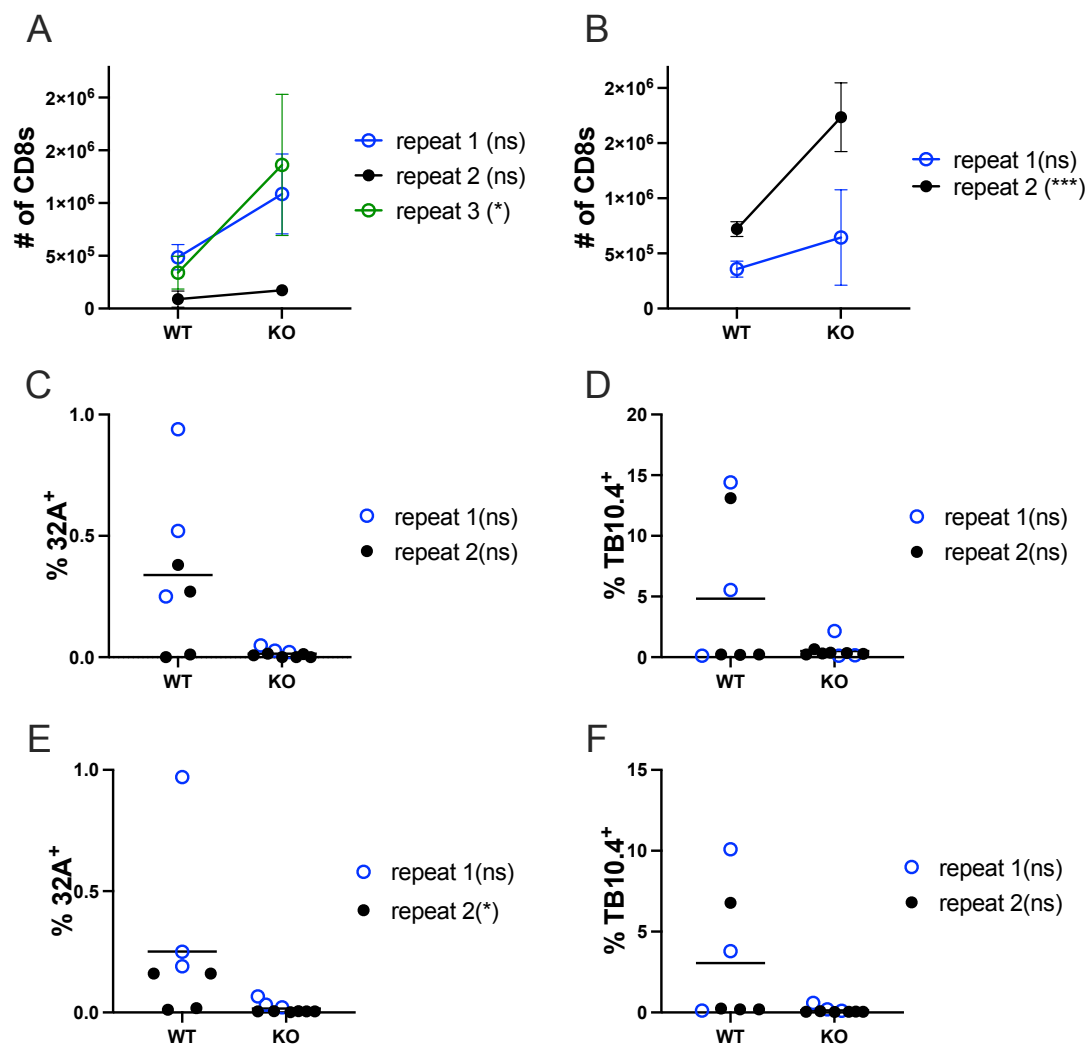 A
# of CD8s
2×10⁶
2×10⁶
1×10⁶
5×10⁵
0
WT
KO
repeat 1 (ns)
repeat 2 (ns)
repeat 3 (*)
B
# of CD8s
2×10⁶
2×10⁶
1×10⁶
5×10⁵
0
WT
KO
repeat 1(ns)
repeat 2 (***)
C
% 32A⁺
1.0
0.5
0.0
WT
KO
repeat 1(ns)
repeat 2(ns)
D
% TB10.4⁺
20
15
10
5
0
WT
KO
repeat 1(ns)
repeat 2(ns)
E
% 32A⁺
1.0
0.5
0.0
WT
KO
repeat 1(ns)
repeat 2(*)
F
% TB10.4⁺
15
10
5
0
WT
KO
repeat 1(ns)
repeat 2(ns)